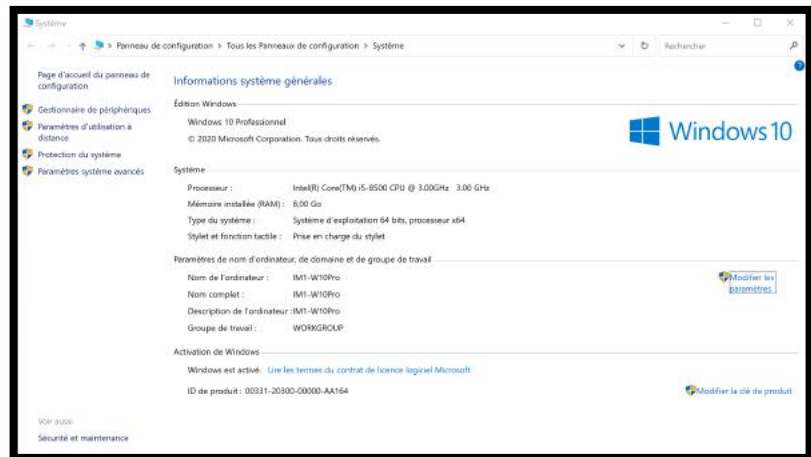 Système
Panneau de configuration > Tous les Panneaux de configuration > Système
Rechercher
Page d'accueil du panneau de configuration
Gestionnaire de périphériques
Paramètres d'utilisation à distance
Protection du système
Paramètres système avancés
Informations système générales
Édition Windows
Windows 10 Professionnel
© 2020 Microsoft Corporation. Tous droits réservés.
Windows 10
Système
Processeur : Intel(R) Core(TM) i5-8500 CPU @ 3.00GHz 3.00 GHz
Mémoire installée (RAM) : 8,00 Go
Type du système : Système d'exploitation 64 bits, processeur x64
Stylet et fonction tactile : Prise en charge du stylet
Paramètres de nom d'ordinateur, de domaine et de groupe de travail
Nom de l'ordinateur : IM1-W10Pro
Modifier les paramètres
Nom complet : IM1-W10Pro
Description de l'ordinateur : IM1-W10Pro
Groupe de travail : WORKGROUP
Activation de Windows
Windows est activé. Lire les termes du contrat de licence logiciel Microsoft
ID de produit : 00331-20300-00000-AA164
Modifier la clé de produit
Voir aussi
Sécurité et maintenance